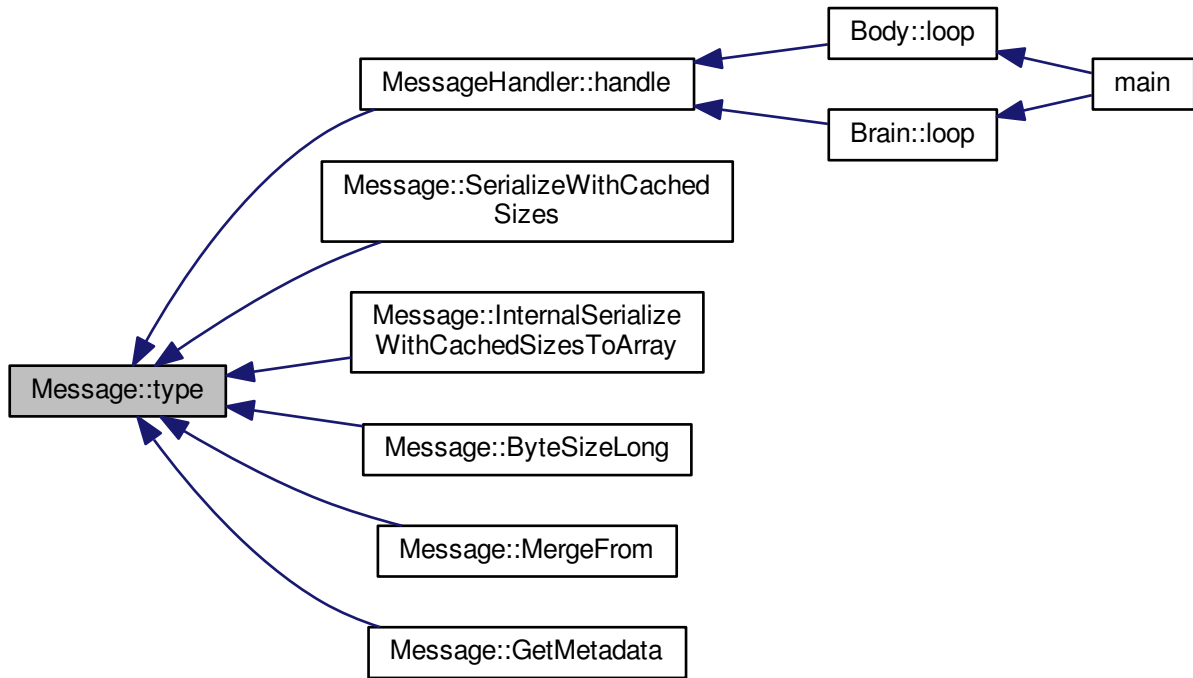 Body::loop
MessageHandler::handle
main
Brain::loop
Message::SerializeWithCached
Sizes
Message::InternalSerialize
WithCachedSizesToArray
Message::type
Message::ByteSizeLong
Message::MergeFrom
Message::GetMetadata